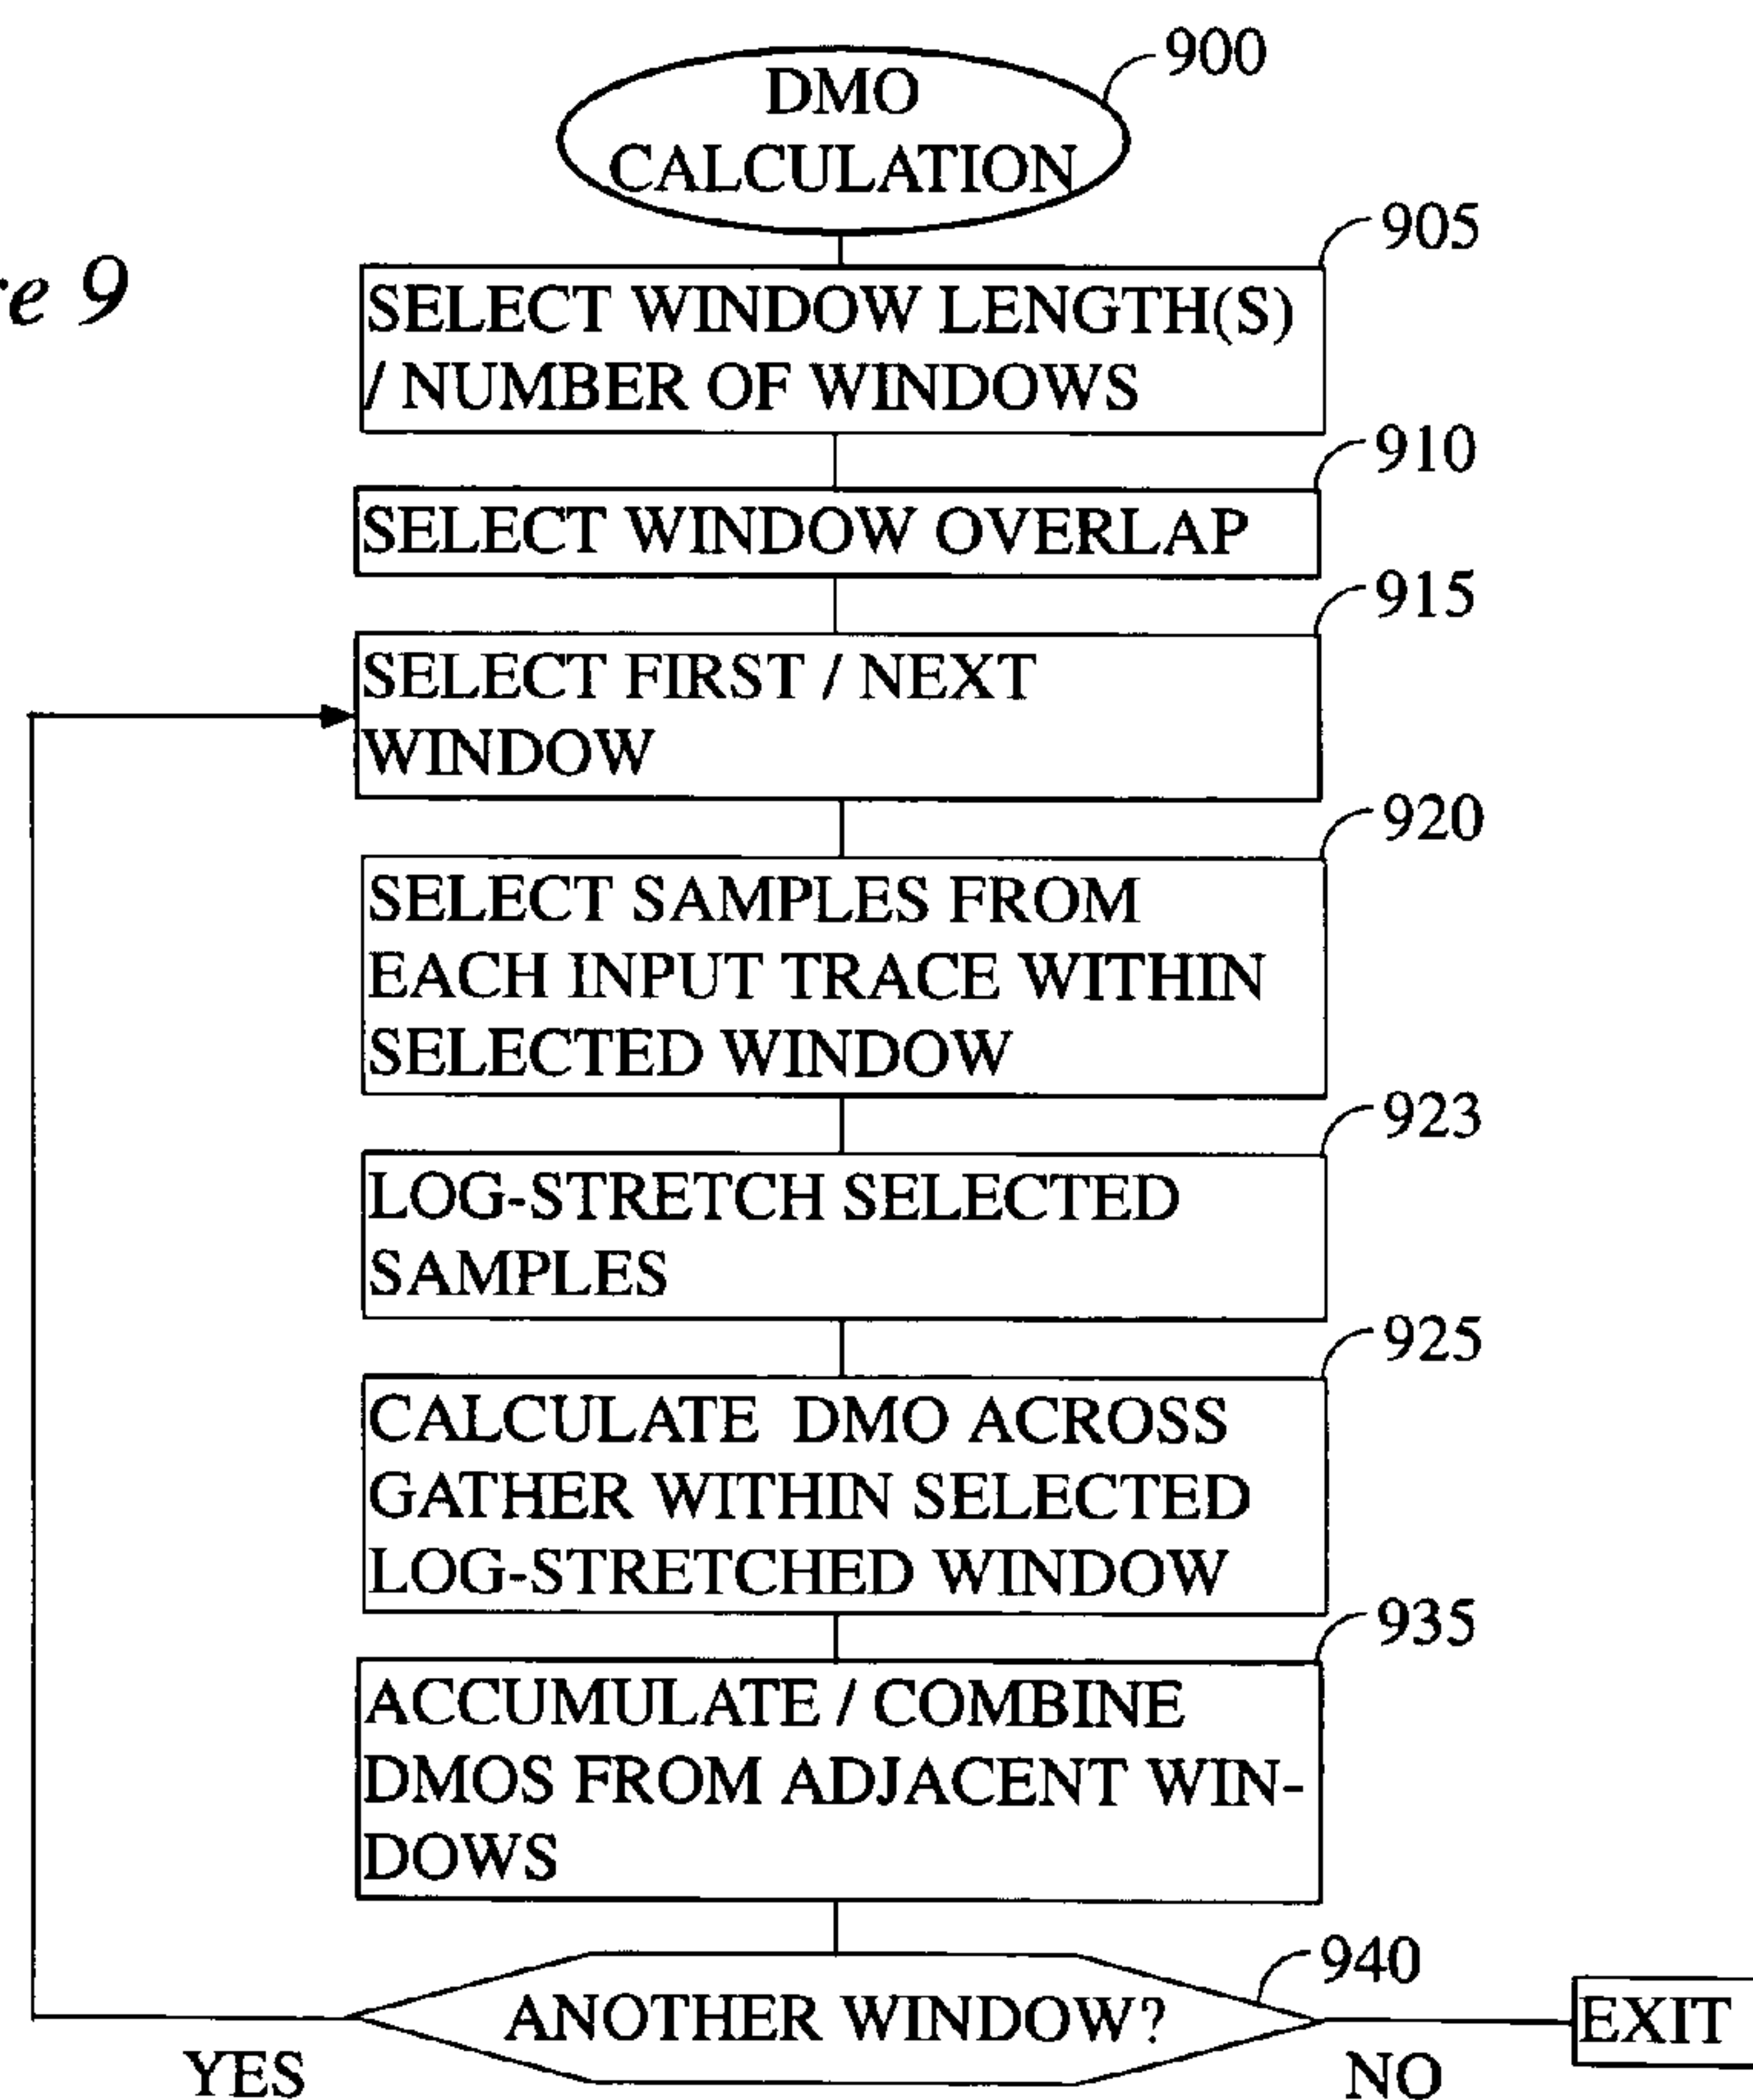 900
DMO
CALCULATION
905
re 9
SELECT WINDOW LENGTH(S)
/ NUMBER OF WINDOWS
910
SELECT WINDOW OVERLAP
915
SELECT FIRST / NEXT
WINDOW
920
SELECT SAMPLES FROM
EACH INPUT TRACE WITHIN
SELECTED WINDOW
923
LOG-STRETCH SELECTED
SAMPLES
925
CALCULATE DMO ACROSS
GATHER WITHIN SELECTED
LOG-STRETCHED WINDOW
935
ACCUMULATE / COMBINE
DMOS FROM ADJACENT WIN-
DOWS
940
ANOTHER WINDOW?
EXIT
YES
NO